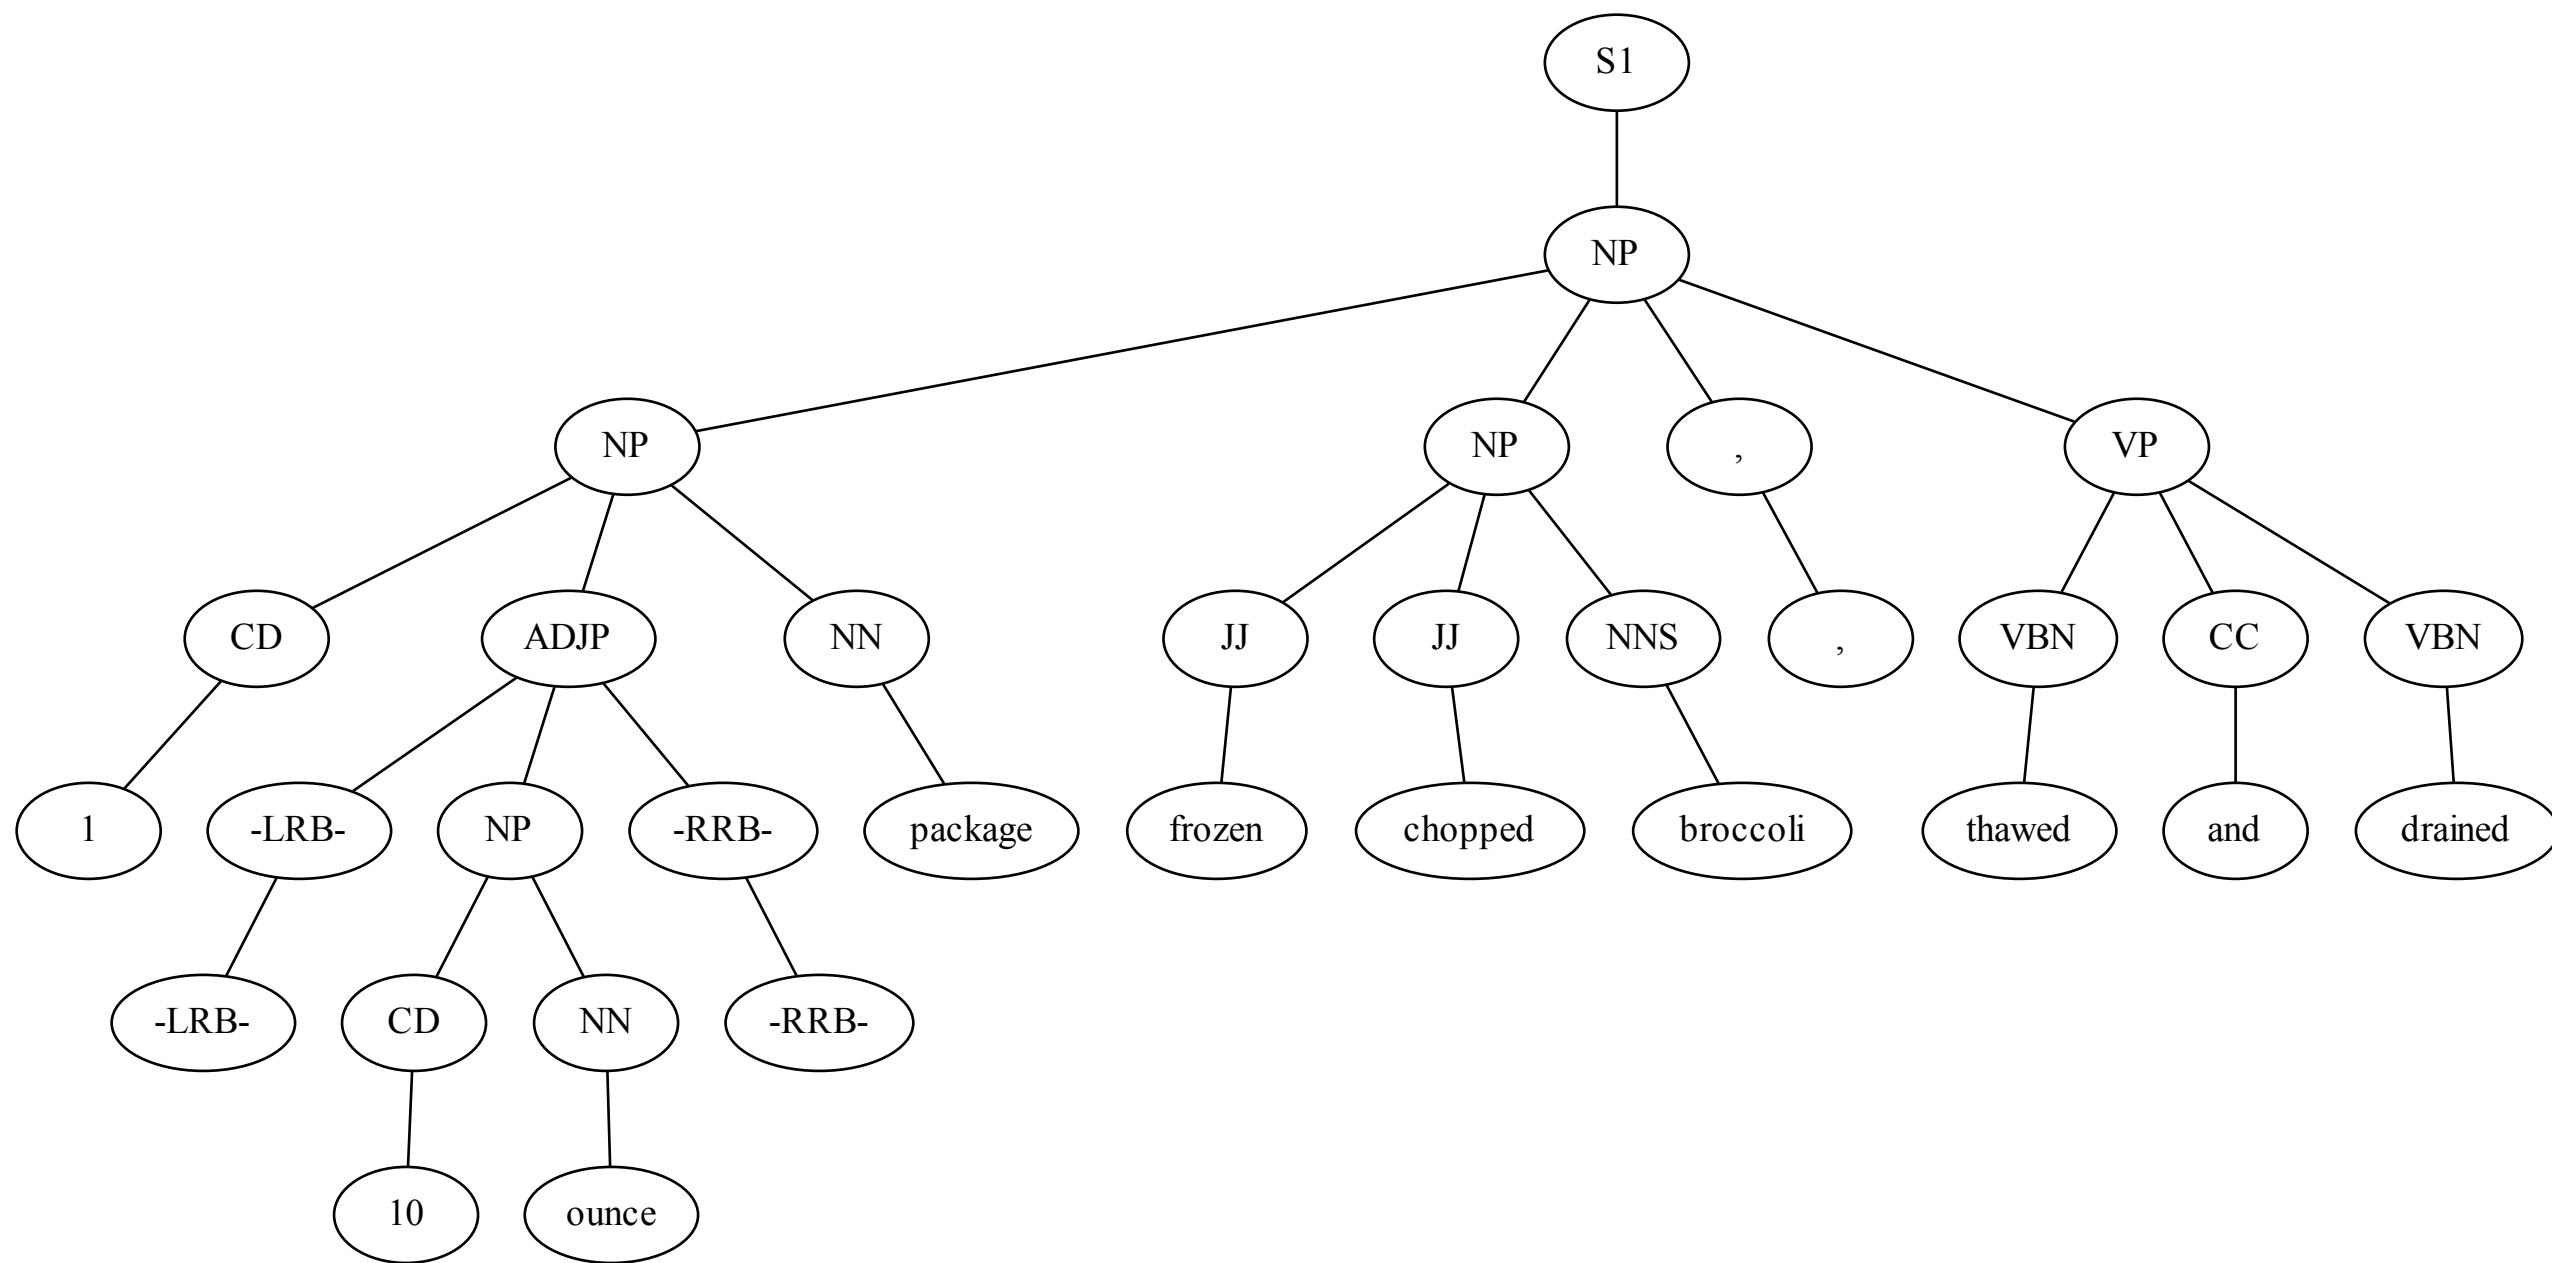 S1
NP
NP NP , VP
CD ADJP NN JJ JJ NNS , VBN CC VBN
1 -LRB- NP -RRB- package frozen chopped broccoli thawed and drained
-LRB- CD NN -RRB-
10 ounce